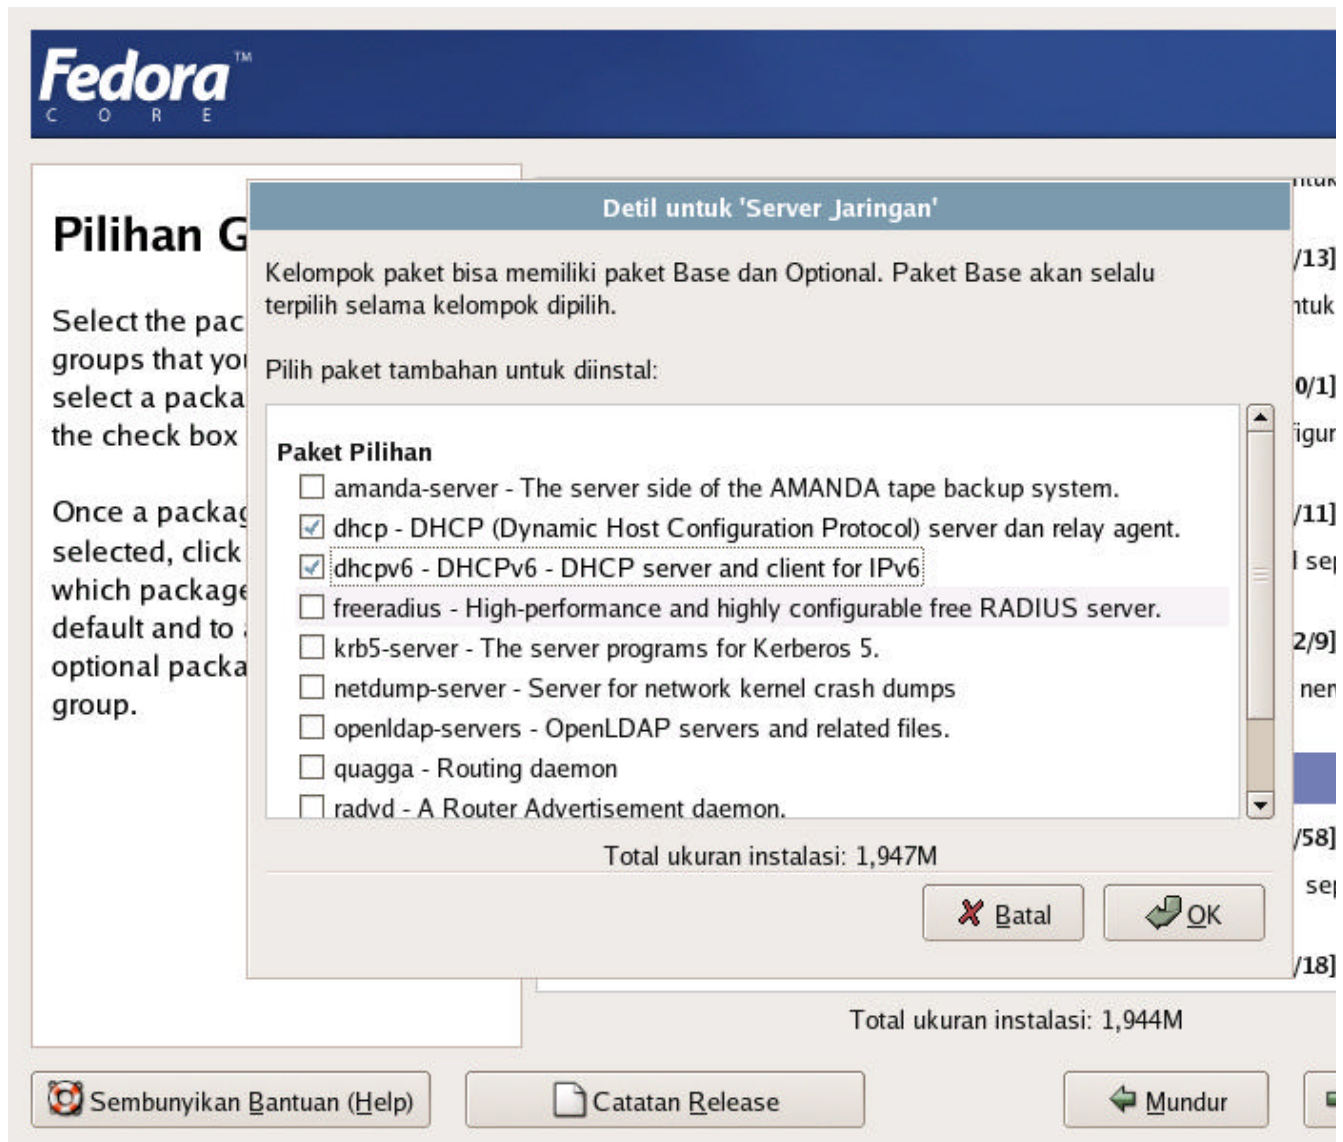 Fedora™
CORE
Pilihan G
Select the pac
groups that you
select a packa
the check box
Once a packag
selected, click
which package
default and to
optional packa
group.
Detil untuk 'Server Jaringan'
Kelompok paket bisa memiliki paket Base dan Optional. Paket Base akan selalu
terpilih selama kelompok dipilih.
Pilih paket tambahan untuk diinstal:
Paket Pilihan
amanda-server - The server side of the AMANDA tape backup system.
dhcp - DHCP (Dynamic Host Configuration Protocol) server dan relay agent.
dhcpv6 - DHCPv6 - DHCP server and client for IPv6
freeradius - High-performance and highly configurable free RADIUS server.
krb5-server - The server programs for Kerberos 5.
netdump-server - Server for network kernel crash dumps
openldap-servers - OpenLDAP servers and related files.
quagga - Routing daemon
radvd - A Router Advertisement daemon.
Total ukuran instalasi: 1,947M
Batal
OK
/13]
ntuk
0/1]
igur
/11]
l sep
2/9]
/58]
sep
/18]
Total ukuran instalasi: 1,944M
Sembunyikan Bantuan (Help)
Catatan Release
Mundur